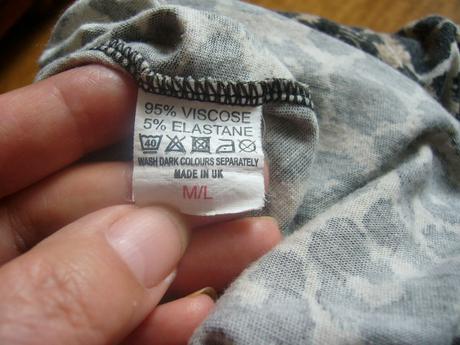 95% VISCOSE
5% ELASTANE
40
WASH DARK COLOURS SEPARATELY
MADE IN UK
M/L